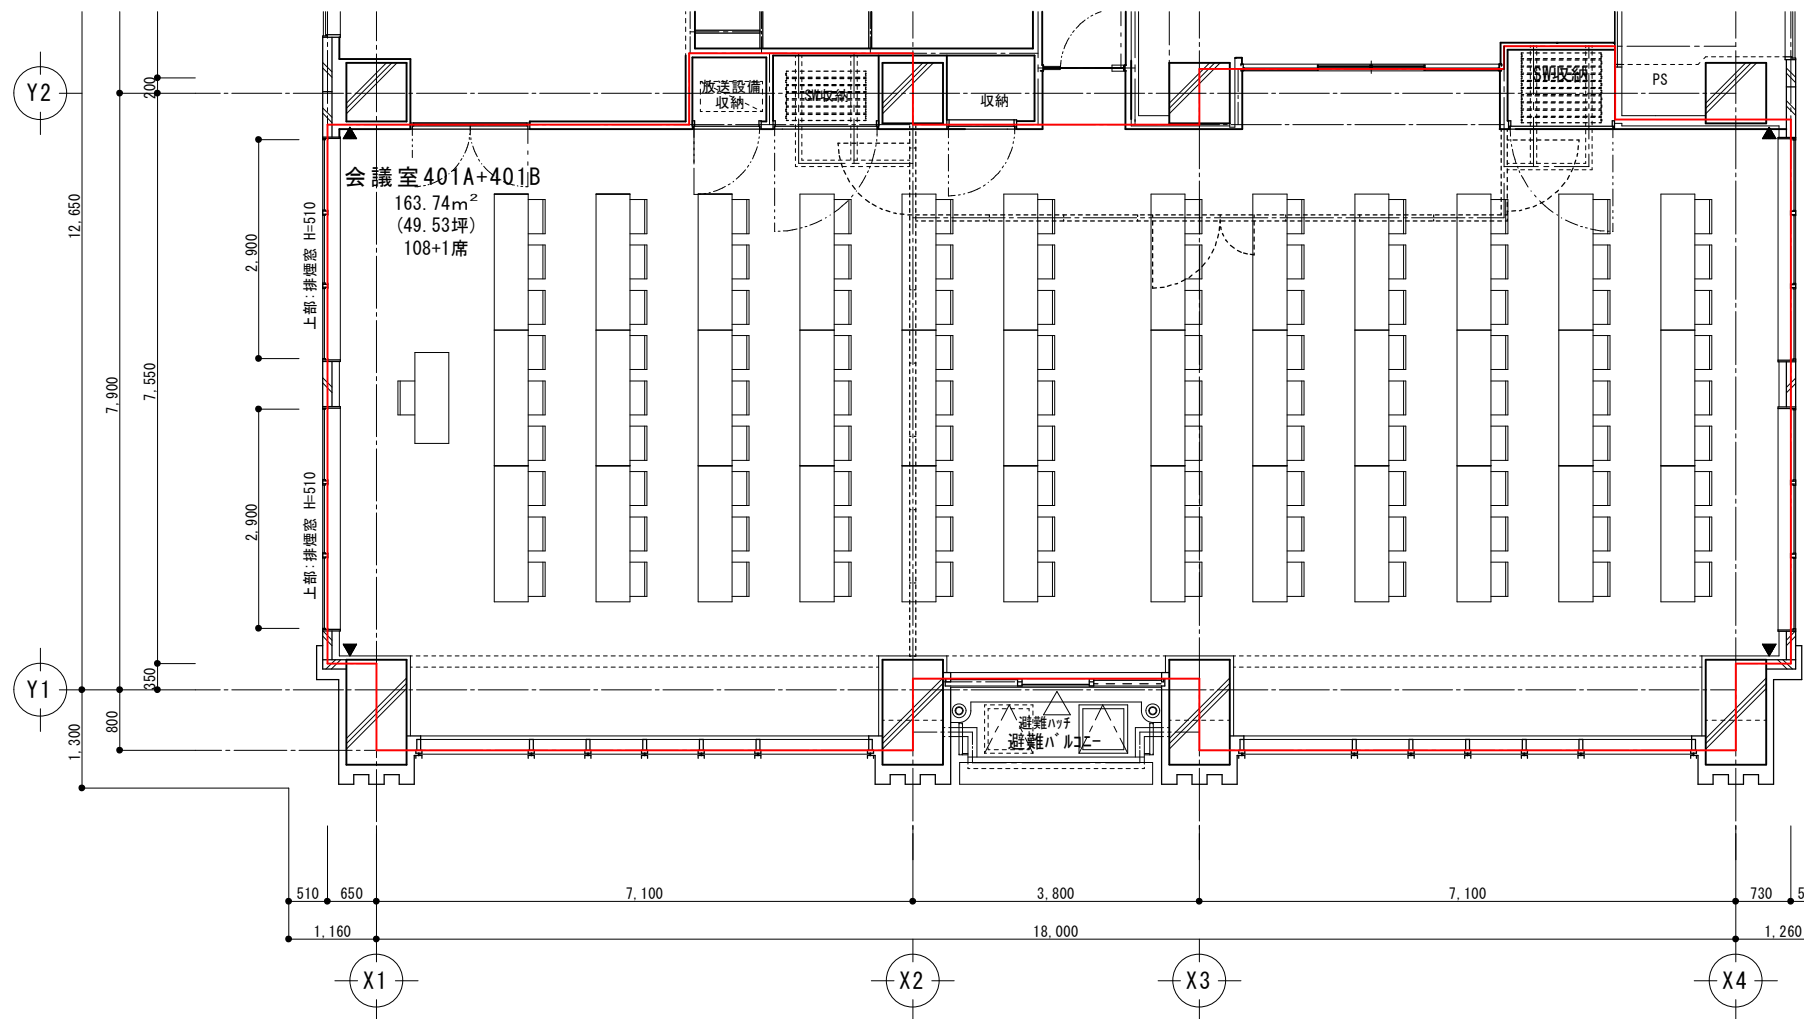 Y2
200
放送設備
収納
SW収納
収納
SW収納
PS
会議室401A+401B
163.74m²
(49.53坪)
108+1席
12,650
7,900
7,550
2,900
上部:排煙窓 H=510
2,900
上部:排煙窓 H=510
Y1
350
1,300
800
避難ハッチ
避難バルコニー
510
650
7,100
3,800
7,100
730
5
1,160
18,000
1,260
X1
X2
X3
X4